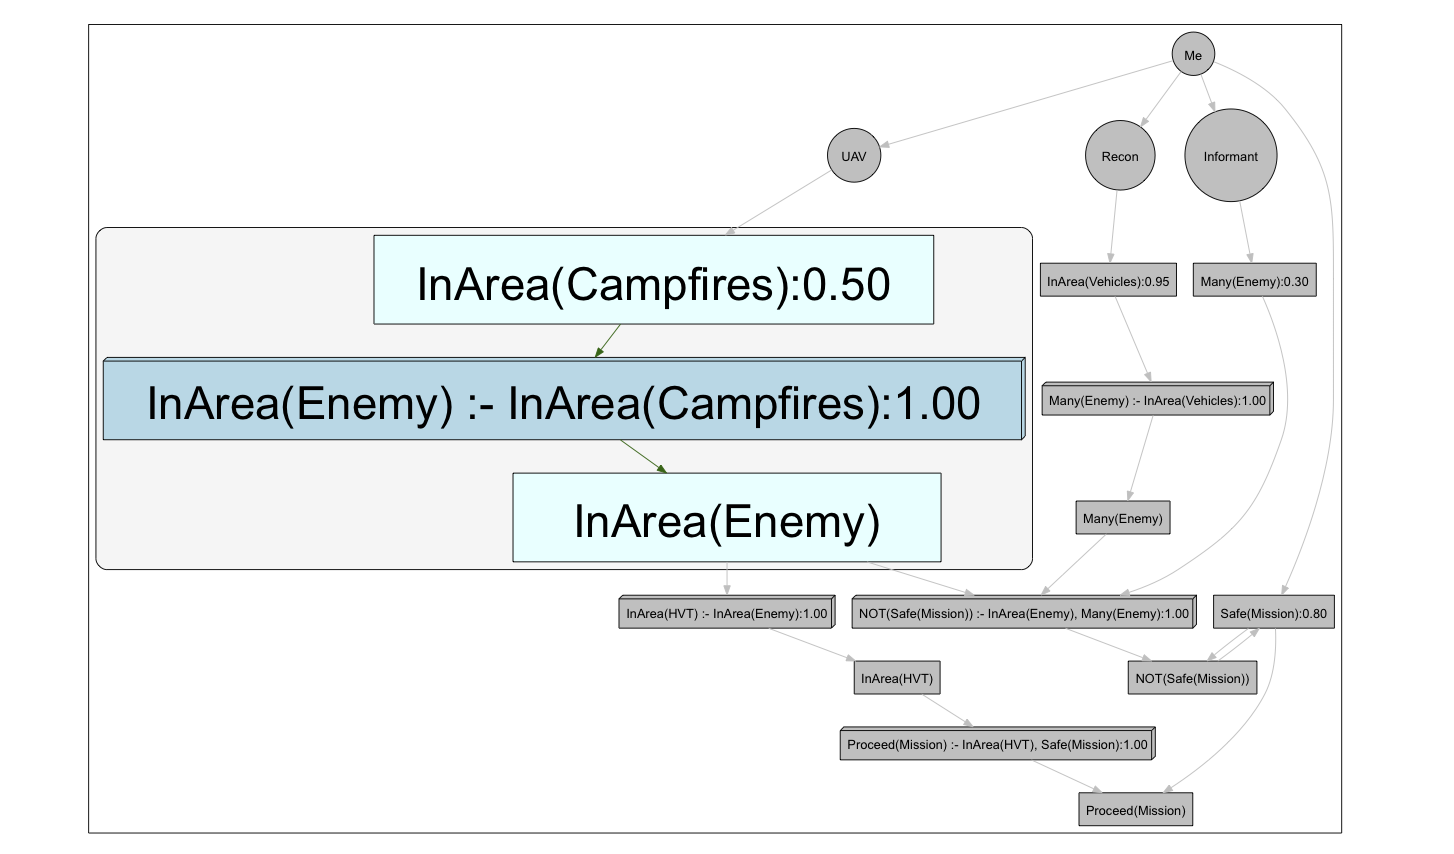 Me
UAV
Recon
Informant
InArea(Campfires):0.50
InArea(Vehicles):0.95
Many(Enemy):0.30
InArea(Enemy) :- InArea(Campfires):1.00
Many(Enemy) :- InArea(Vehicles):1.00
InArea(Enemy)
Many(Enemy)
InArea(HVT) :- InArea(Enemy):1.00
NOT(Safe(Mission)) :- InArea(Enemy), Many(Enemy):1.00
Safe(Mission):0.80
InArea(HVT)
NOT(Safe(Mission))
Proceed(Mission) :- InArea(HVT), Safe(Mission):1.00
Proceed(Mission)